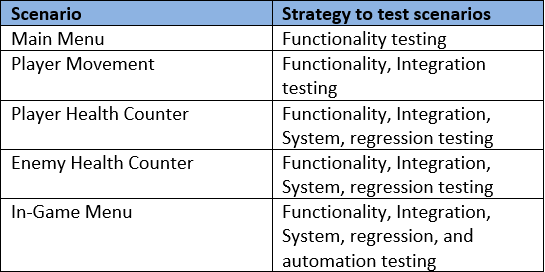 Scenario Strategy to test scenarios
Main Menu Functionality testing
Player Movement Functionality, Integration
testing
Player Health Counter Functionality, Integration,
System, regression testing
Enemy Health Counter Functionality, Integration,
System, regression testing
In-Game Menu Functionality, Integration,
System, regression, and
automation testing